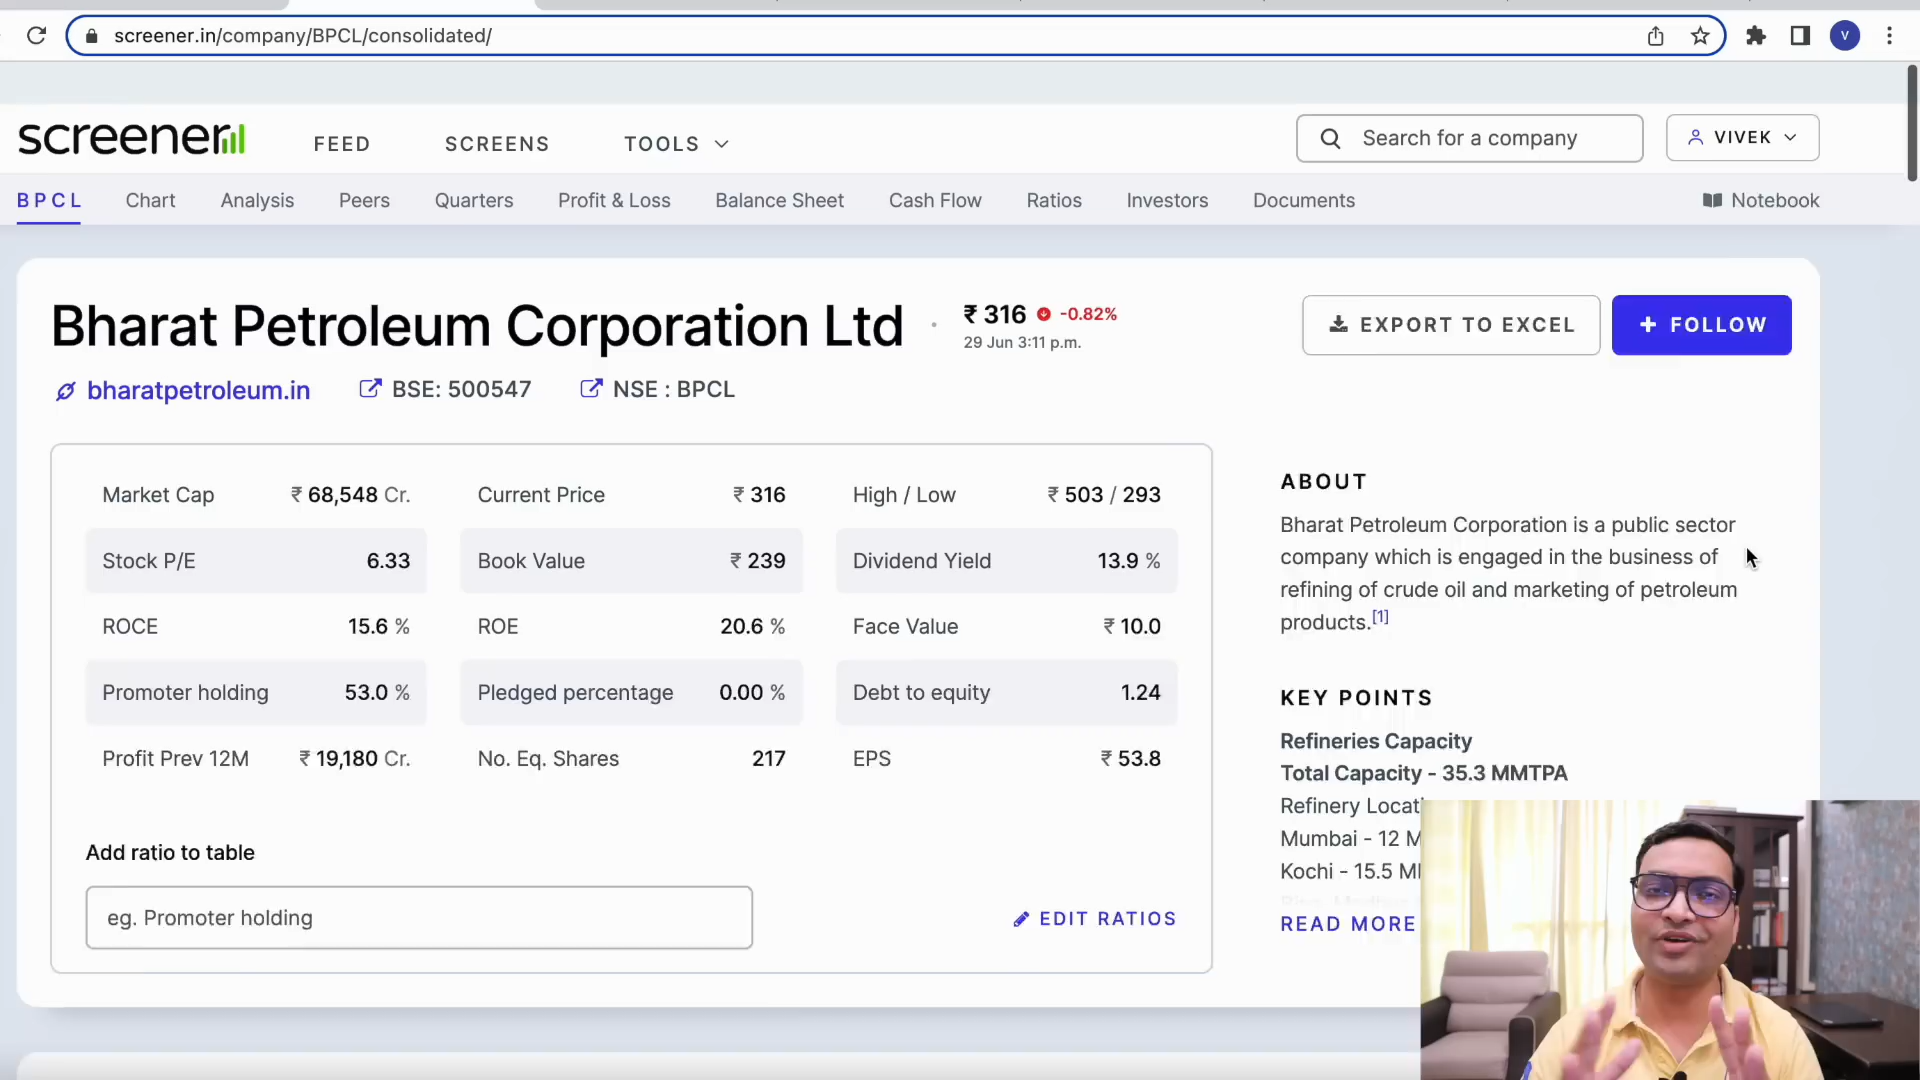 screener.in/company/BPCL/consolidated/
V
screener
FEED
SCREENS
TOOLS
Search for a company
VIVEK
BPCL
Chart
Analysis
Peers
Quarters
Profit & Loss
Balance Sheet
Cash Flow
Ratios
Investors
Documents
Notebook
Bharat Petroleum Corporation Ltd
₹ 316 -0.82%
29 Jun 3:11 p.m.
EXPORT TO EXCEL
+ FOLLOW
bharatpetroleum.in
BSE: 500547
NSE : BPCL
Market Cap ₹ 68,548 Cr.
Current Price ₹ 316
High / Low ₹ 503 / 293
Stock P/E 6.33
Book Value ₹ 239
Dividend Yield 13.9 %
ROCE 15.6 %
ROE 20.6 %
Face Value ₹ 10.0
Promoter holding 53.0 %
Pledged percentage 0.00 %
Debt to equity 1.24
Profit Prev 12M ₹ 19,180 Cr.
No. Eq. Shares 217
EPS ₹ 53.8
Add ratio to table
eg. Promoter holding
EDIT RATIOS
ABOUT
Bharat Petroleum Corporation is a public sector
company which is engaged in the business of
refining of crude oil and marketing of petroleum
products.[1]
KEY POINTS
Refineries Capacity
Total Capacity - 35.3 MMTPA
Refinery
Mumbai - 12
Kochi - 15.5
READ MORE